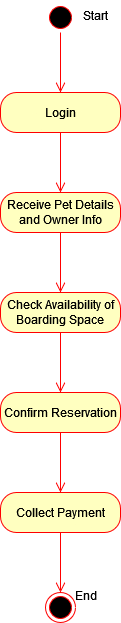 Start
Login
Receive Pet Details
and Owner Info
Check Availability of
Boarding Space
Confirm Reservation
Collect Payment
End